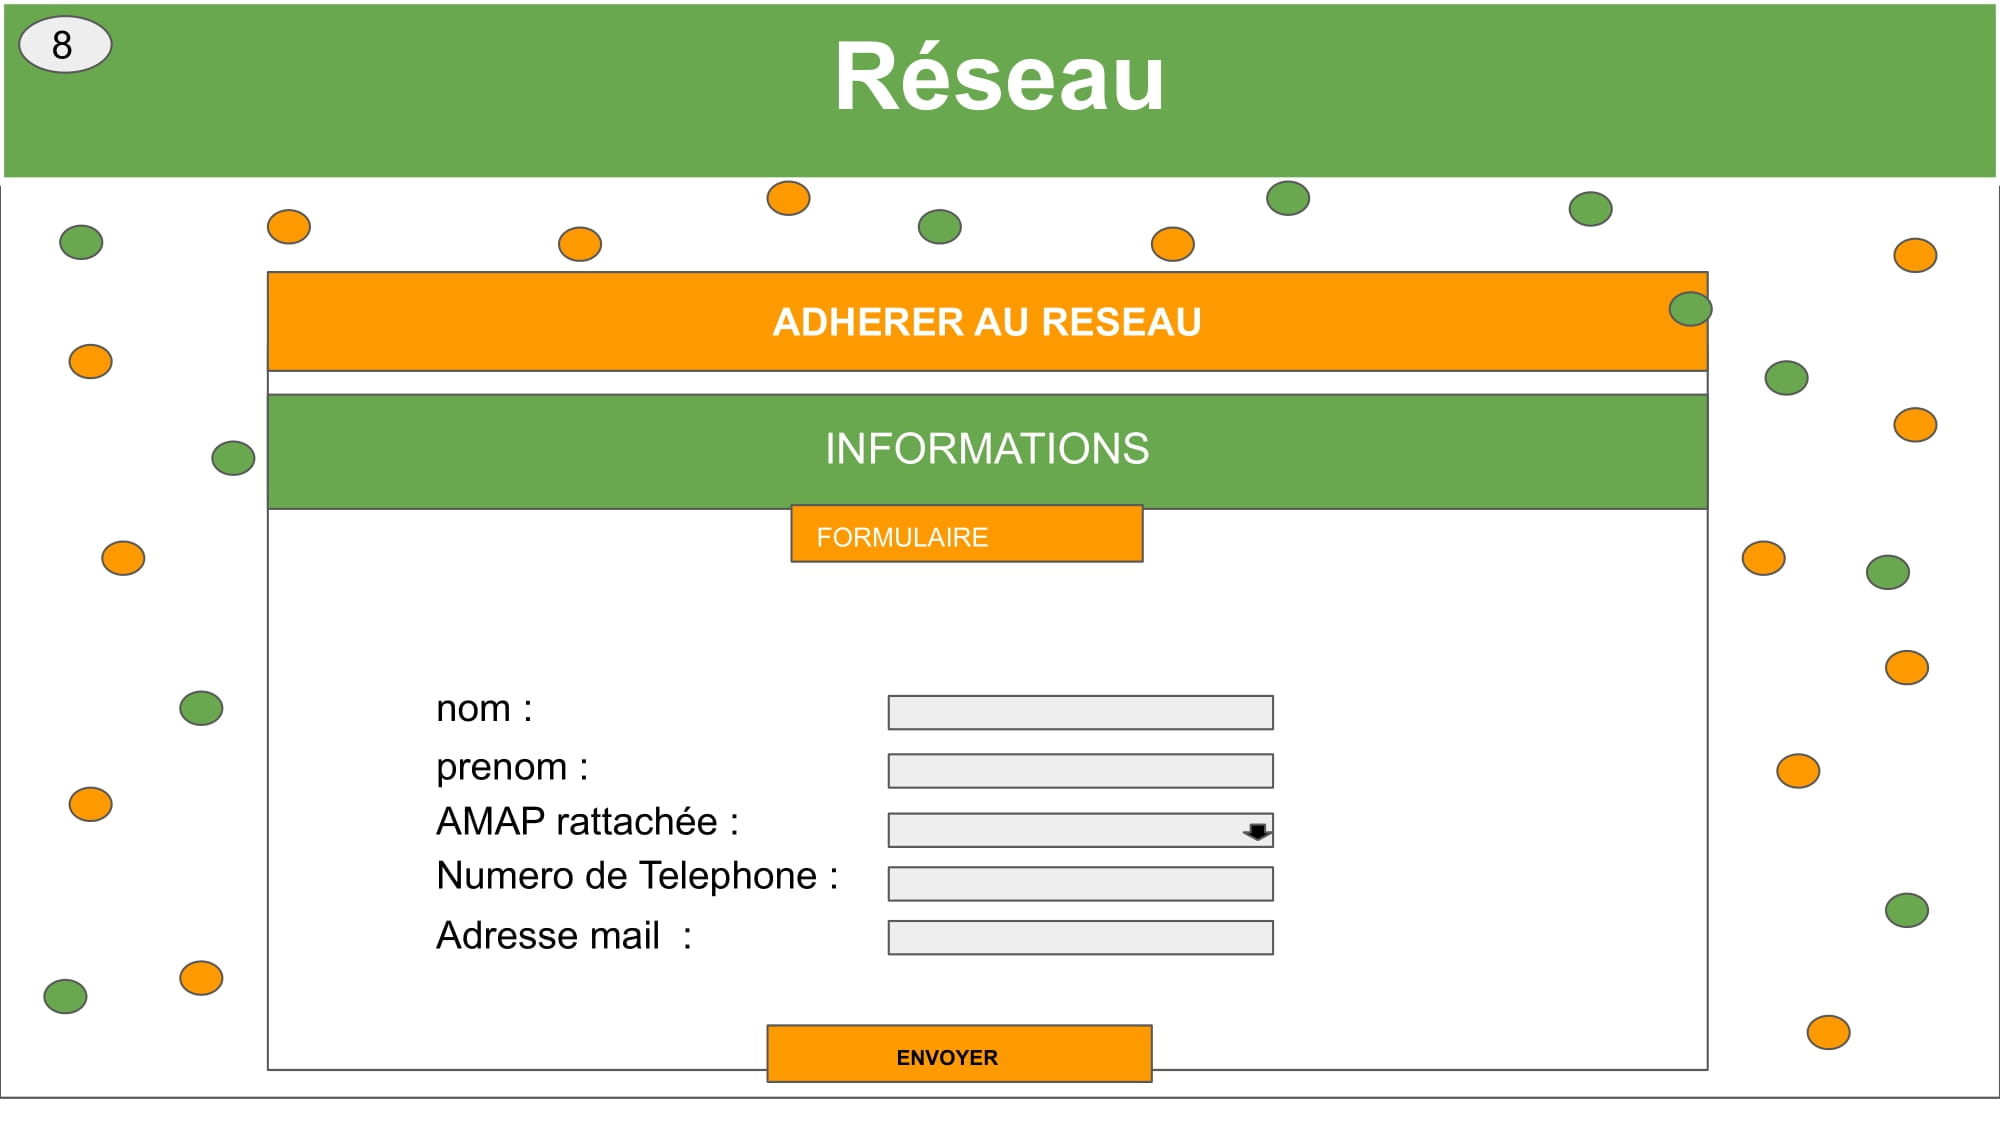 8
Réseau
ADHERER AU RESEAU
INFORMATIONS
FORMULAIRE
nom :
prenom :
AMAP rattachée :
Numero de Telephone :
Adresse mail  :
ENVOYER